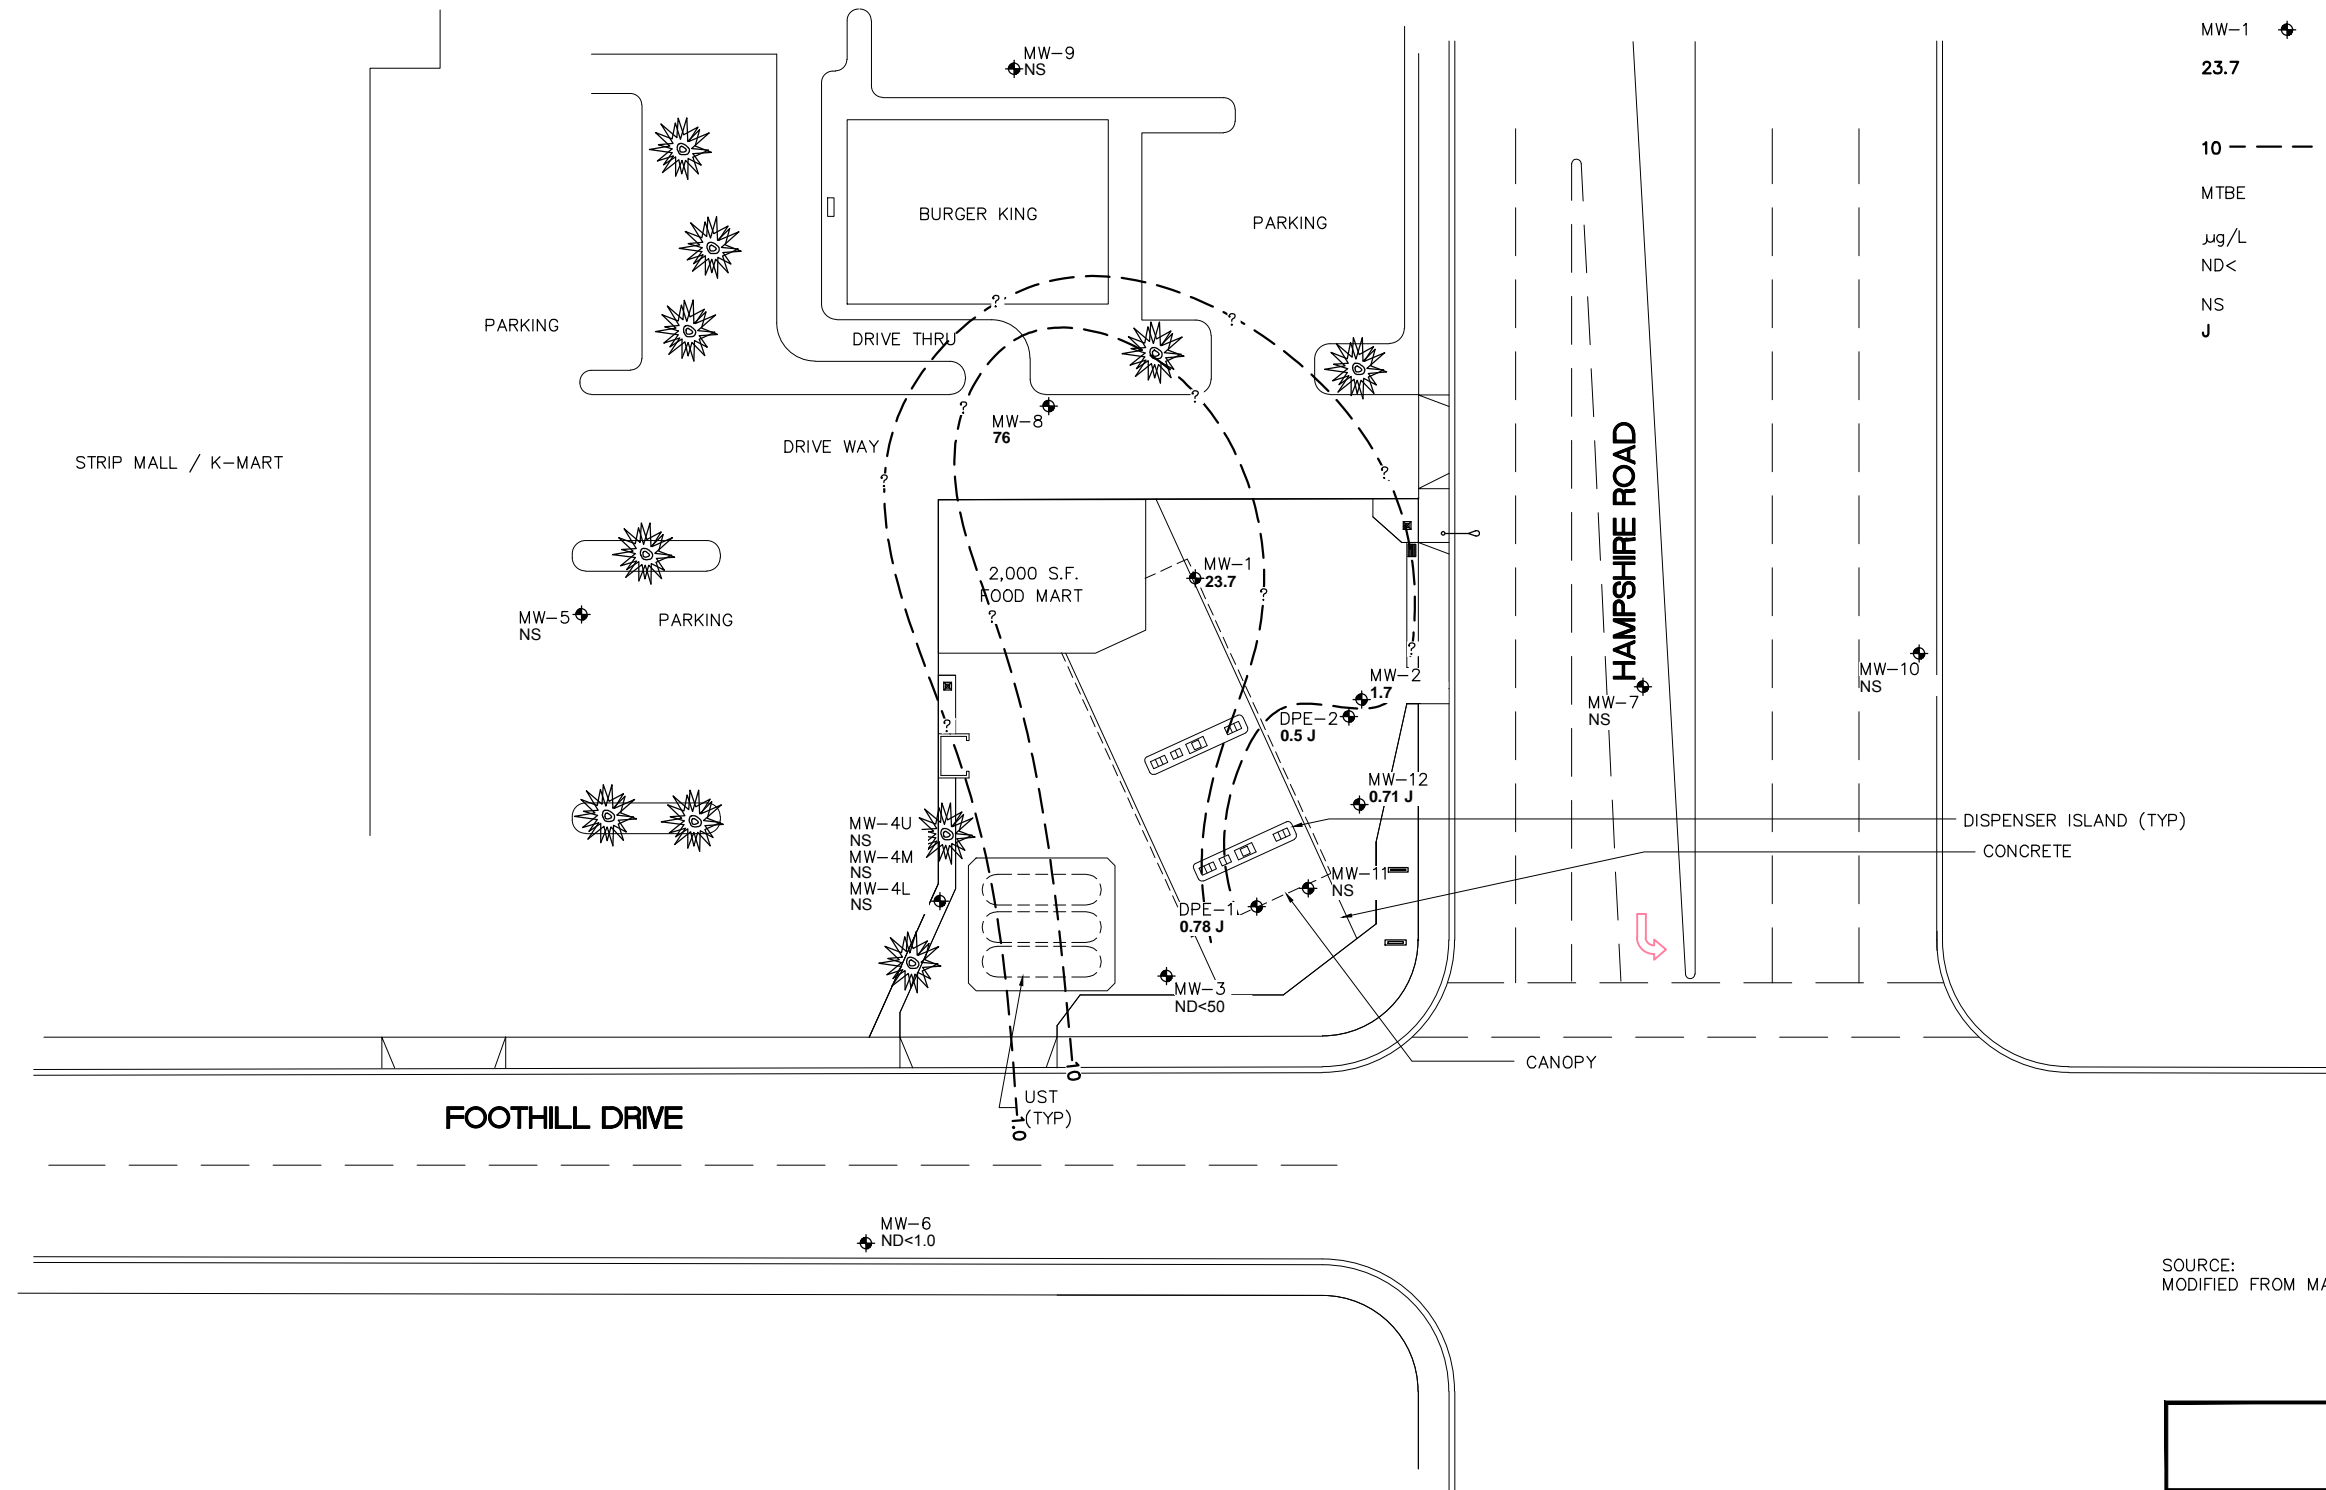 MW-9
NS
MW-1
23.7
10
MTBE
µg/L
ND<
NS
J
BURGER KING
PARKING
PARKING
DRIVE THRU
?
?
?
?
MW-8
76
DRIVE WAY
STRIP MALL / K-MART
?
?
HAMPSHIRE ROAD
2,000 S.F.
FOOD MART
MW-1
23.7
?
?
?
MW-5
NS
PARKING
MW-2
1.7
MW-10
NS
MW-7
NS
?
DPE-2
0.5 J
MW-12
0.71 J
MW-4U
NS
MW-4M
NS
MW-4L
NS
DISPENSER ISLAND (TYP)
CONCRETE
MW-11
NS
DPE-1
0.78 J
MW-3
ND<50
CANOPY
10
UST
(TYP)
1.0
FOOTHILL DRIVE
MW-6
ND<1.0
SOURCE:
MODIFIED FROM